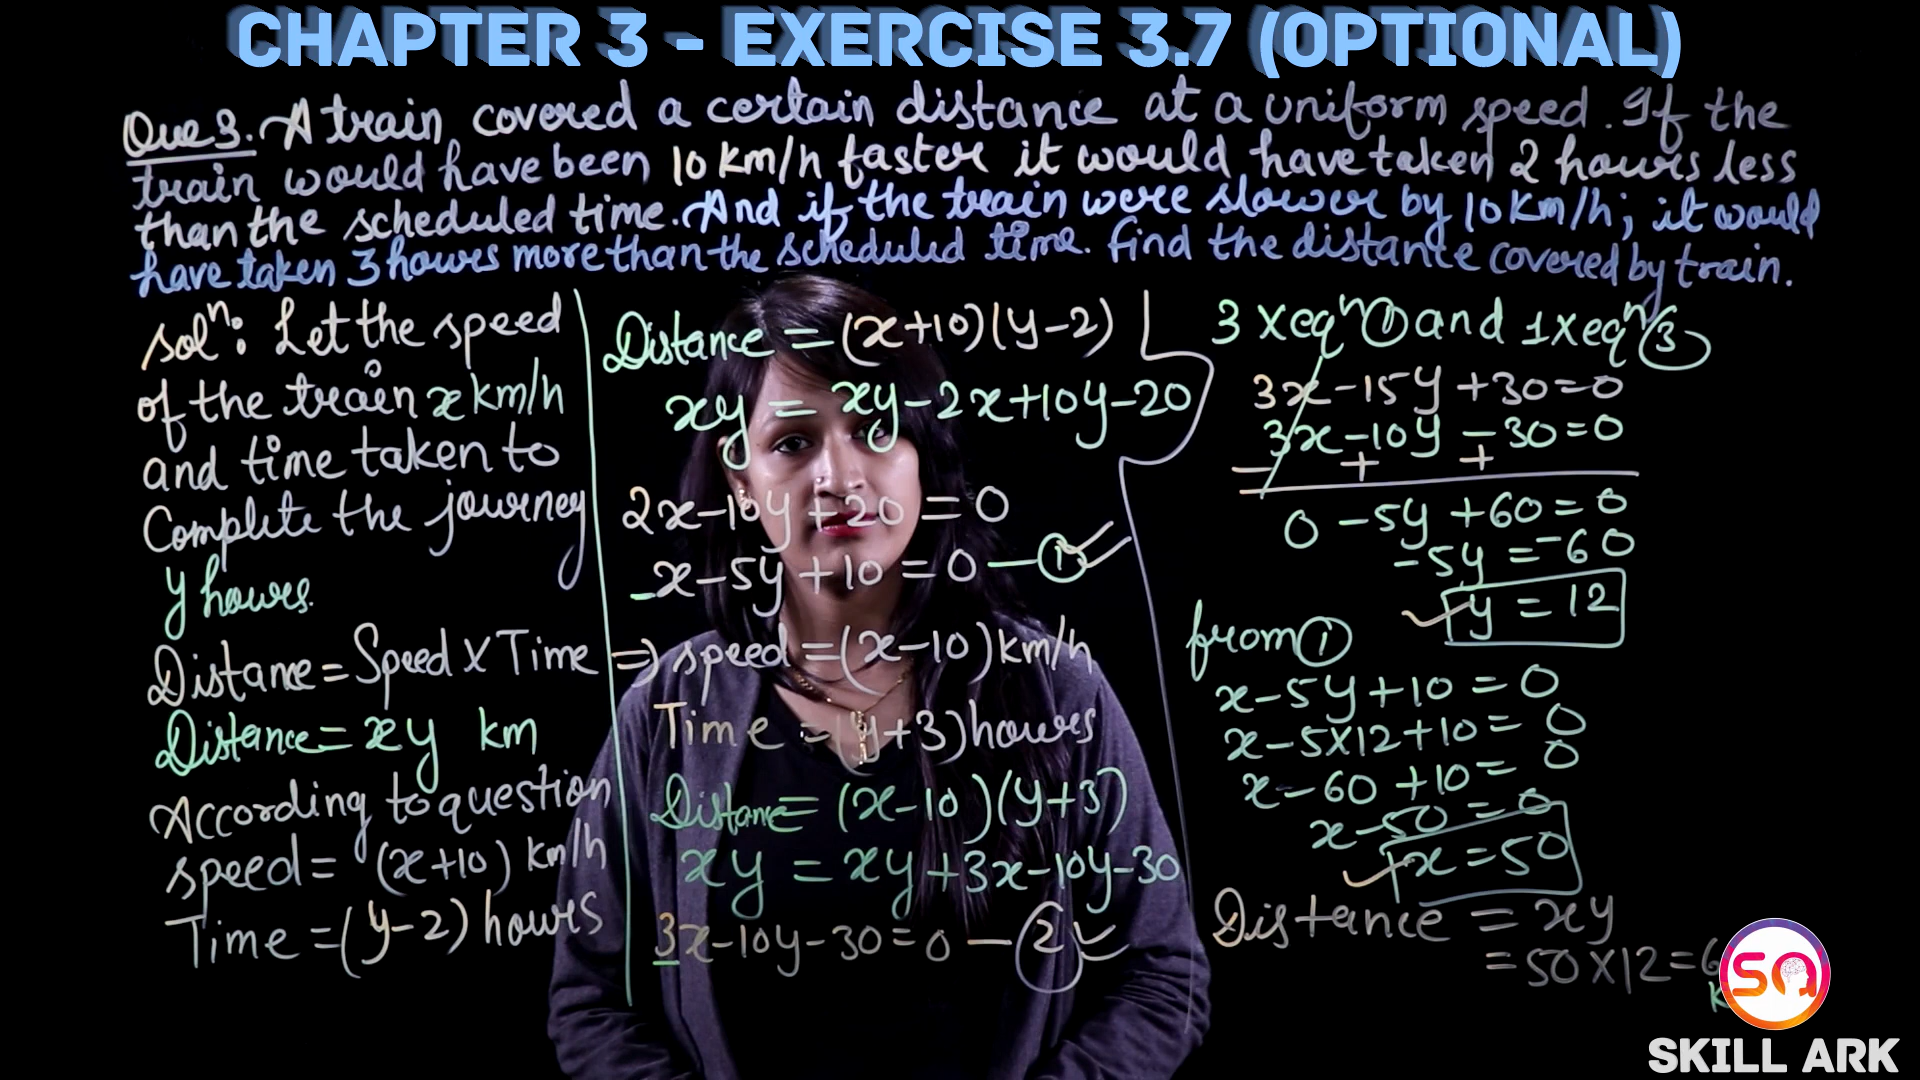 CHAPTER 3 - EXERCISE 3.7 (OPTIONAL)
Que 3. A train covered a certain distance at a uniform speed. If the
train would have been 10 km/h faster it would have taken 2 hours less
than the scheduled time. And if the train were slower by 10 km/h; it would
have taken 3 hours more than the scheduled time. Find the distance covered by train.
solⁿ: Let the speed
of the train x km/h
and time taken to
Complete the journey
y hours.
Distance = Speed X Time
Distance = xy km
According to question
speed = (x+10) km/h
Time = (y-2) hours
Distance = (x+10)(y-2)
xy = xy-2x+10y-20
2x-10y+20=0
x-5y+10=0 — ①
⇒ speed = (x-10) km/h
Time = (y+3) hours
Distance = (x-10)(y+3)
xy = xy+3x-10y-30
3x-10y-30=0 — ②
3 X eqⁿ ① and 1 X eqⁿ ③
3x-15y+30=0
3x-10y-30=0
- + +
0 -5y +60=0
-5y = -60
y = 12
from ①
x-5y+10=0
x-5X12+10=0
x-60+10=0
x-50=0
x=50
Distance = xy
=50X12=6
SA
SKILL ARK